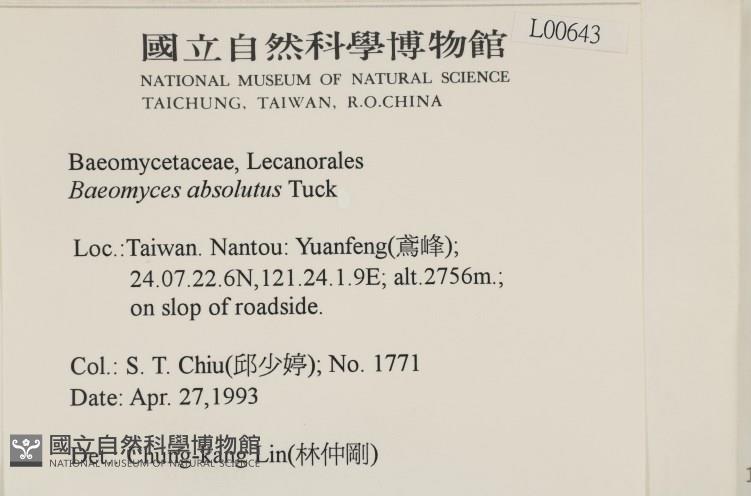 國立自然科學博物館
L00643
NATIONAL MUSEUM OF NATURAL SCIENCE
TAICHUNG, TAIWAN, R.O.CHINA
Baeomycetaceae, Lecanorales
Baeomyces absolutus Tuck
Loc.:Taiwan. Nantou: Yuanfeng(鳶峰);
24.07.22.6N,121.24.1.9E; alt.2756m.;
on slop of roadside.
Col.: S. T. Chiu(邱少婷); No. 1771
Date: Apr. 27,1993
國立自然科學博物館
NATIONAL MUSEUM OF NATURAL SCIENCE
Det.: Chung-kang Lin(林仲剛)